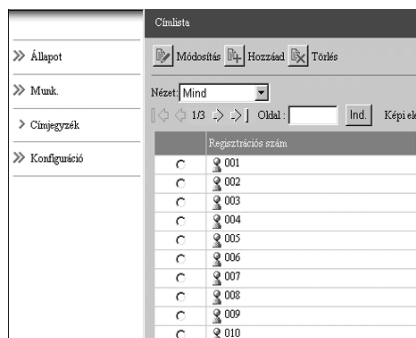 Címlista
Állapot
Munk.
Címjegyzék
Konfiguráció
Módosítás Hozzáad Törlés
Nézet: Mind
1/3 Oldal : Ind. Képi
Regisztrációs szám
001
002
003
004
005
006
007
008
009
010